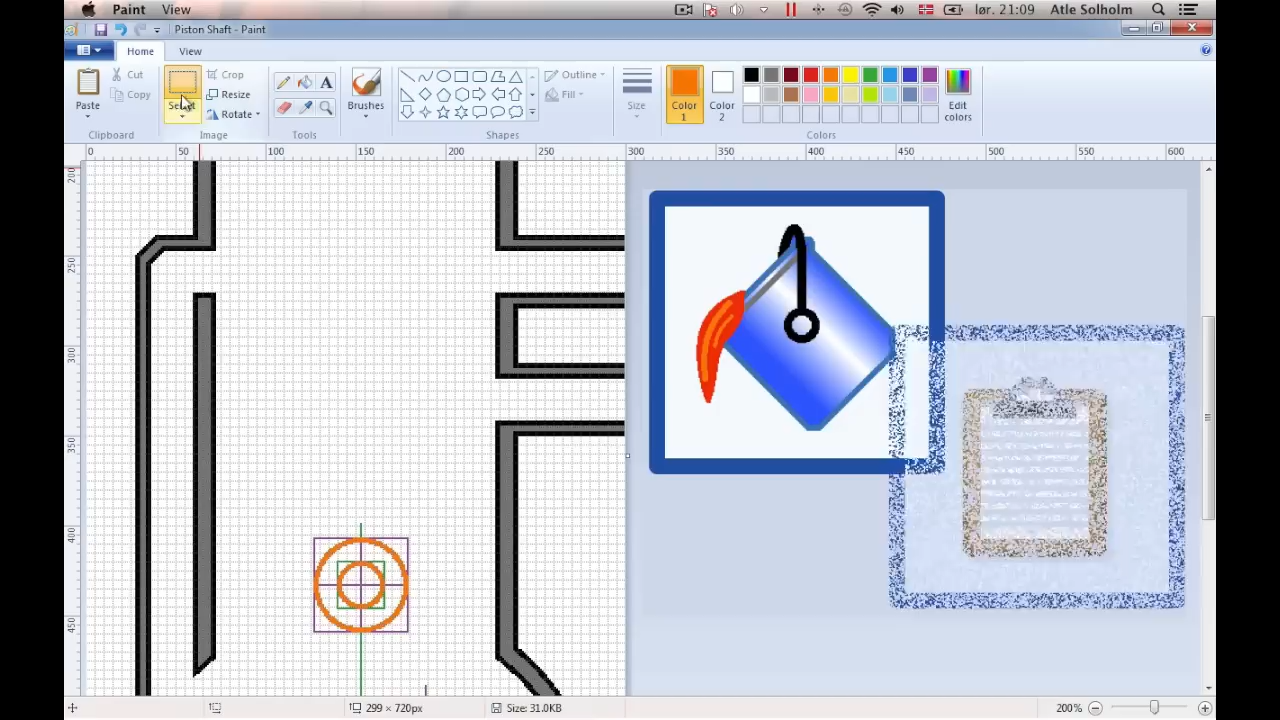 Paint View lør. 21:09 Atle Solholm
Piston Shaft - Paint
Home View
Paste Cut Copy Select Crop Resize Rotate Brushes Outline Fill Size Color 1 Color 2 Edit colors
Clipboard Image Tools Shapes Colors
0 50 100 150 200 250 300 350 400 450 500 550 600
200
250
300
350
400
450
299 × 720px Size: 31.0KB 200%